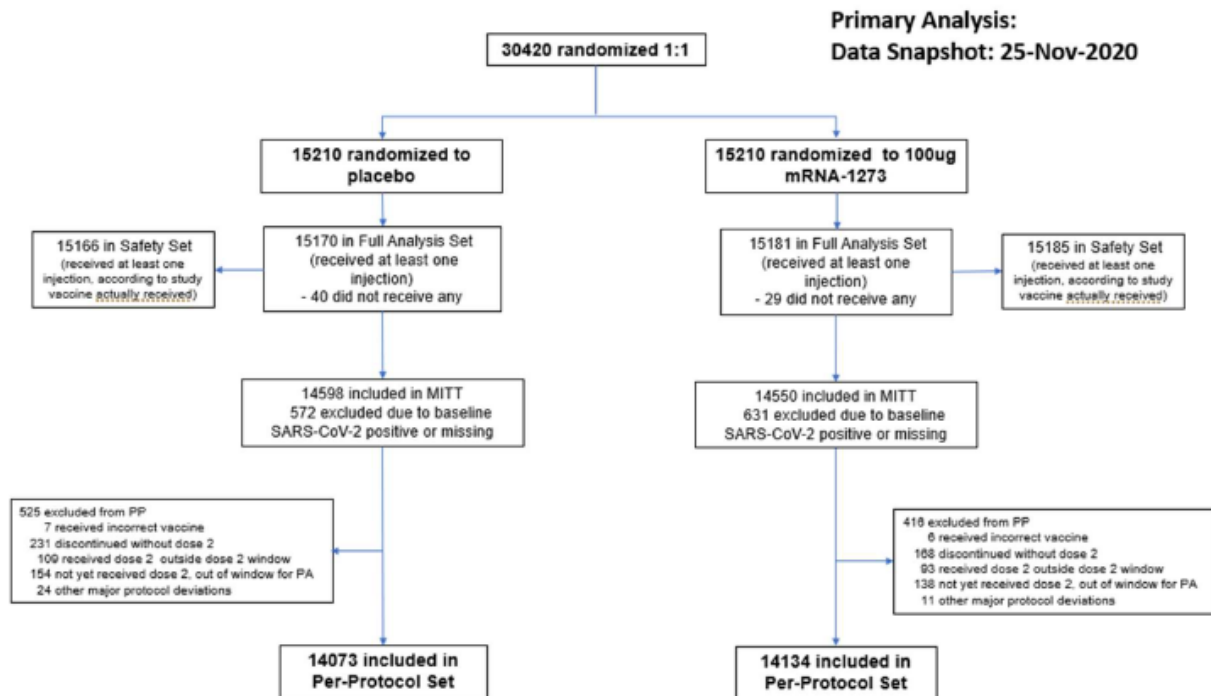 Primary Analysis:
Data Snapshot: 25-Nov-2020
30420 randomized 1:1
15210 randomized to
placebo
15210 randomized to 100ug
mRNA-1273
15166 in Safety Set
(received at least one
injection, according to study
vaccine actually received)
15170 in Full Analysis Set
(received at least one
injection)
- 40 did not receive any
15181 in Full Analysis Set
(received at least one
injection)
- 29 did not receive any
15185 in Safety Set
(received at least one
injection, according to study
vaccine actually received)
14598 included in MITT
572 excluded due to baseline
SARS-CoV-2 positive or missing
14550 included in MITT
631 excluded due to baseline
SARS-CoV-2 positive or missing
525 excluded from PP
7 received incorrect vaccine
231 discontinued without dose 2
109 received dose 2 outside dose 2 window
154 not yet received dose 2, out of window for PA
24 other major protocol deviations
416 excluded from PP
6 received incorrect vaccine
168 discontinued without dose 2
93 received dose 2 outside dose 2 window
138 not yet received dose 2, out of window for PA
11 other major protocol deviations
14073 included in
Per-Protocol Set
14134 included in
Per-Protocol Set